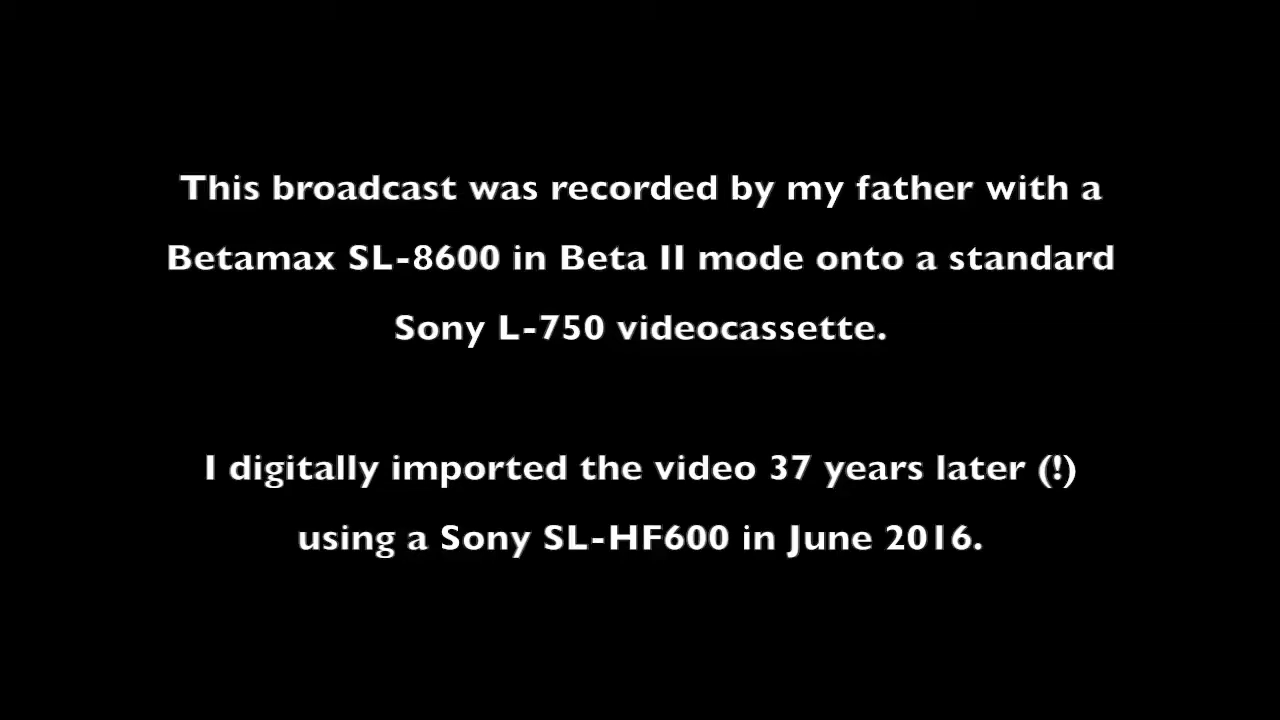 This broadcast was recorded by my father with a
Betamax SL-8600 in Beta II mode onto a standard
Sony L-750 videocassette.
I digitally imported the video 37 years later (!)
using a Sony SL-HF600 in June 2016.